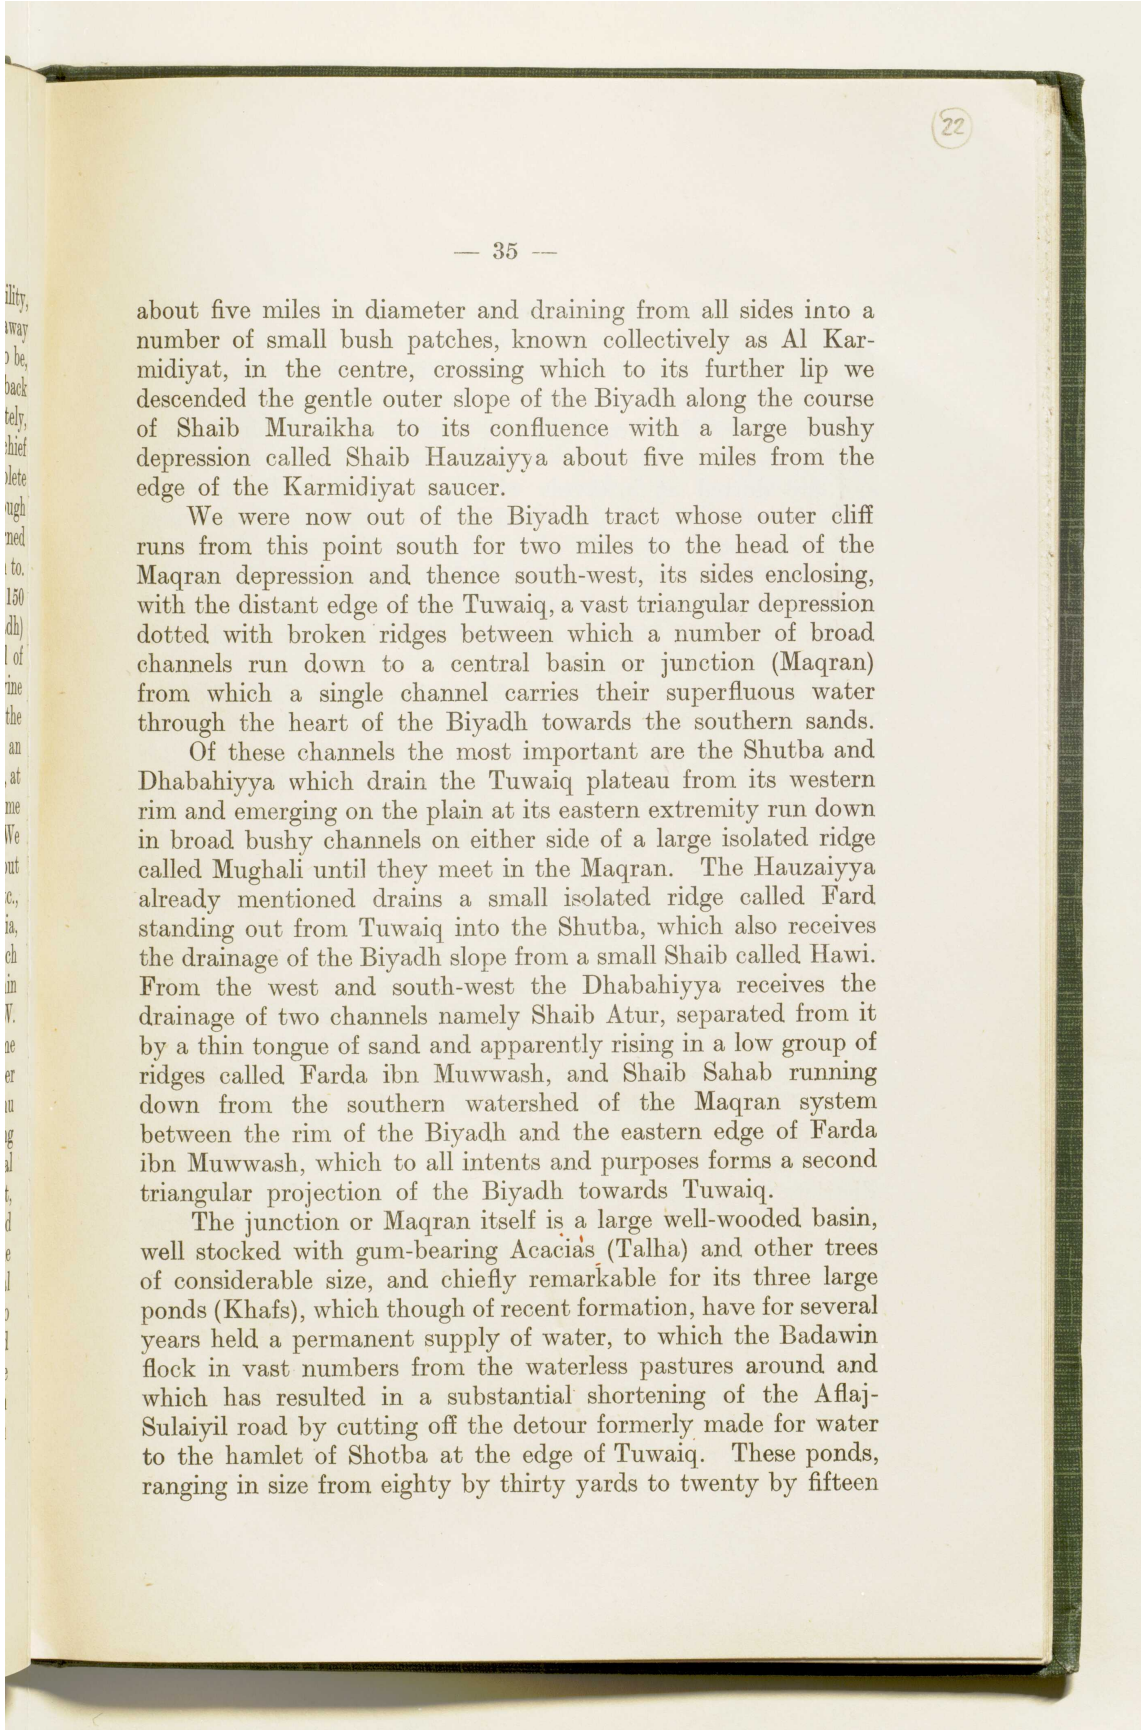 22
— 35 —
about five miles in diameter and draining from all sides into a
number of small bush patches, known collectively as Al Kar-
midiyat, in the centre, crossing which to its further lip we
descended the gentle outer slope of the Biyadh along the course
of Shaib Muraikha to its confluence with a large bushy
depression called Shaib Hauzaiyya about five miles from the
edge of the Karmidiyat saucer.
We were now out of the Biyadh tract whose outer cliff
runs from this point south for two miles to the head of the
Maqran depression and thence south-west, its sides enclosing,
with the distant edge of the Tuwaiq, a vast triangular depression
dotted with broken ridges between which a number of broad
channels run down to a central basin or junction (Maqran)
from which a single channel carries their superfluous water
through the heart of the Biyadh towards the southern sands.
Of these channels the most important are the Shutba and
Dhabahiyya which drain the Tuwaiq plateau from its western
rim and emerging on the plain at its eastern extremity run down
in broad bushy channels on either side of a large isolated ridge
called Mughali until they meet in the Maqran. The Hauzaiyya
already mentioned drains a small isolated ridge called Fard
standing out from Tuwaiq into the Shutba, which also receives
the drainage of the Biyadh slope from a small Shaib called Hawi.
From the west and south-west the Dhabahiyya receives the
drainage of two channels namely Shaib Atur, separated from it
by a thin tongue of sand and apparently rising in a low group of
ridges called Farda ibn Muwwash, and Shaib Sahab running
down from the southern watershed of the Maqran system
between the rim of the Biyadh and the eastern edge of Farda
ibn Muwwash, which to all intents and purposes forms a second
triangular projection of the Biyadh towards Tuwaiq.
The junction or Maqran itself is a large well-wooded basin,
well stocked with gum-bearing Acacias (Talha) and other trees
of considerable size, and chiefly remarkable for its three large
ponds (Khafs), which though of recent formation, have for several
years held a permanent supply of water, to which the Badawin
flock in vast numbers from the waterless pastures around and
which has resulted in a substantial shortening of the Aflaj-
Sulaiyil road by cutting off the detour formerly made for water
to the hamlet of Shotba at the edge of Tuwaiq. These ponds,
ranging in size from eighty by thirty yards to twenty by fifteen